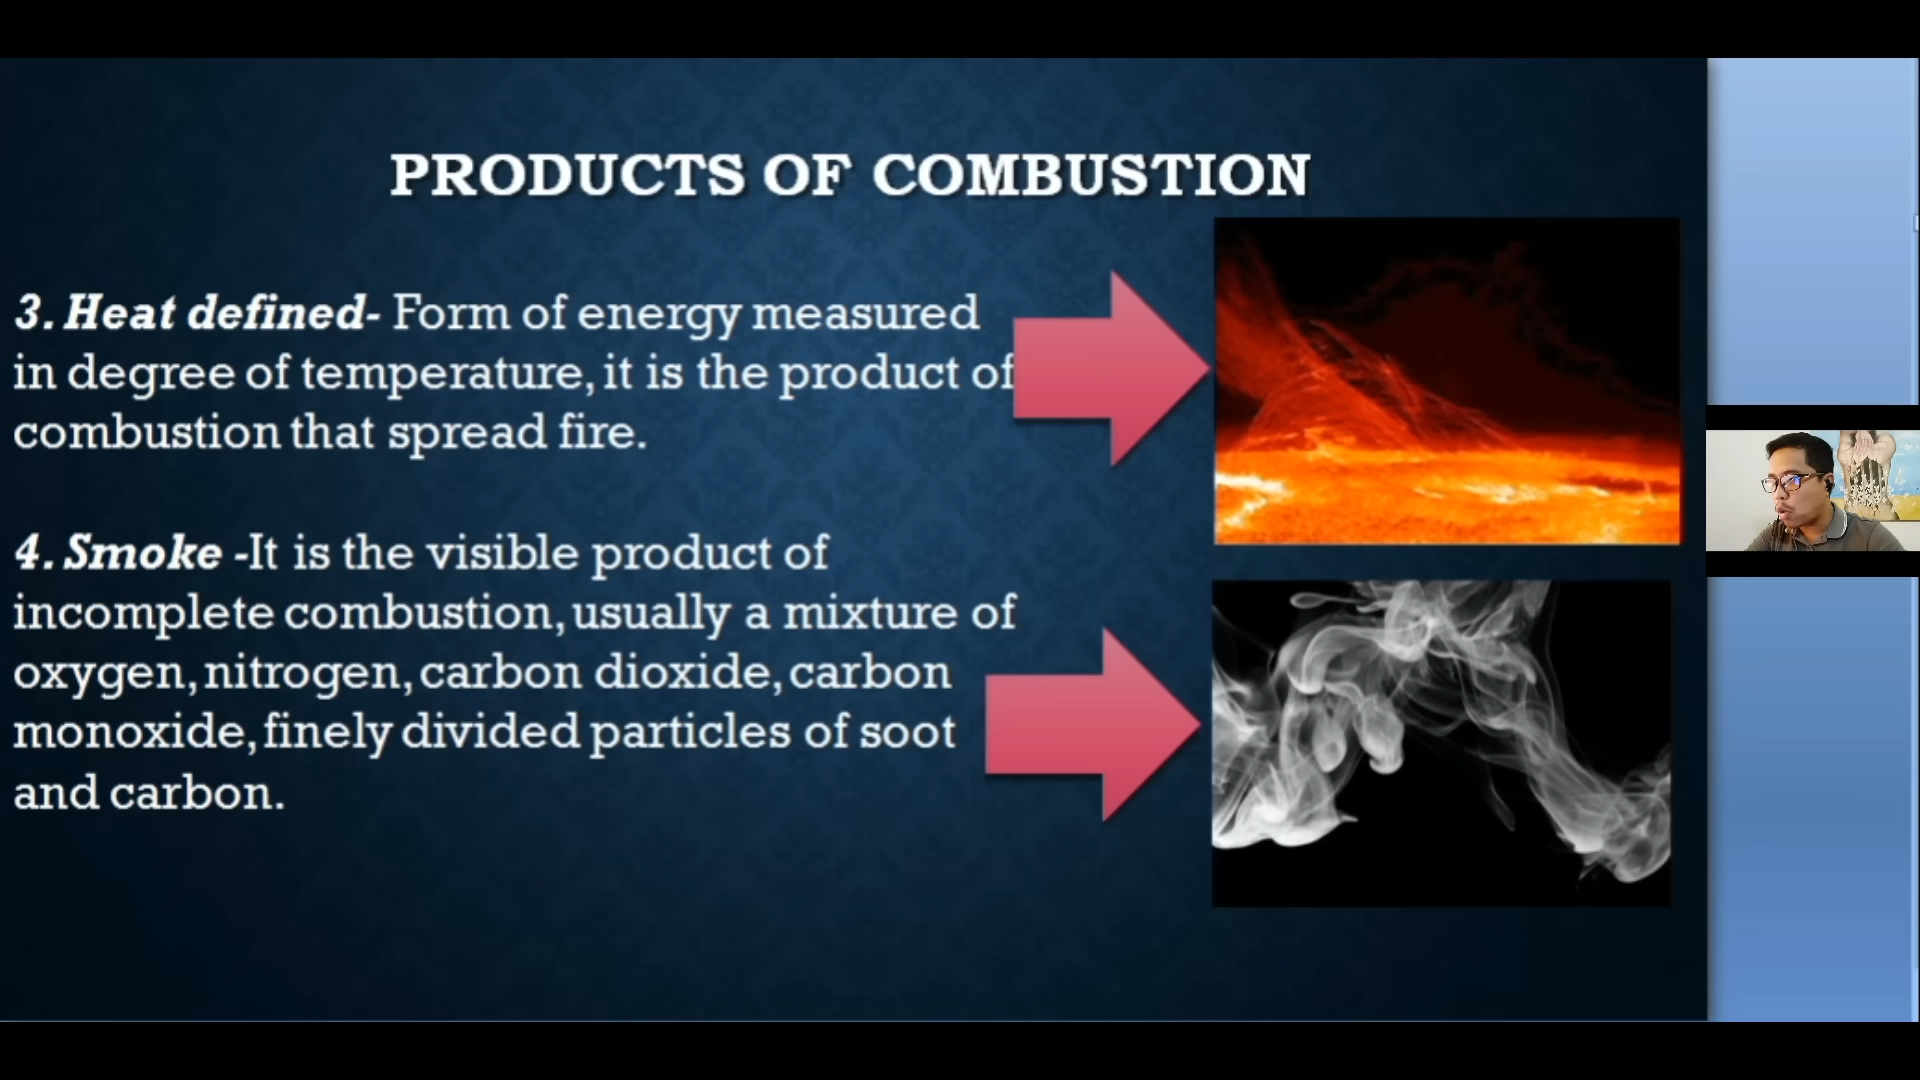 PRODUCTS OF COMBUSTION
3. Heat defined- Form of energy measured
in degree of temperature, it is the product of
combustion that spread fire.
4. Smoke -It is the visible product of
incomplete combustion, usually a mixture of
oxygen, nitrogen, carbon dioxide, carbon
monoxide, finely divided particles of soot
and carbon.